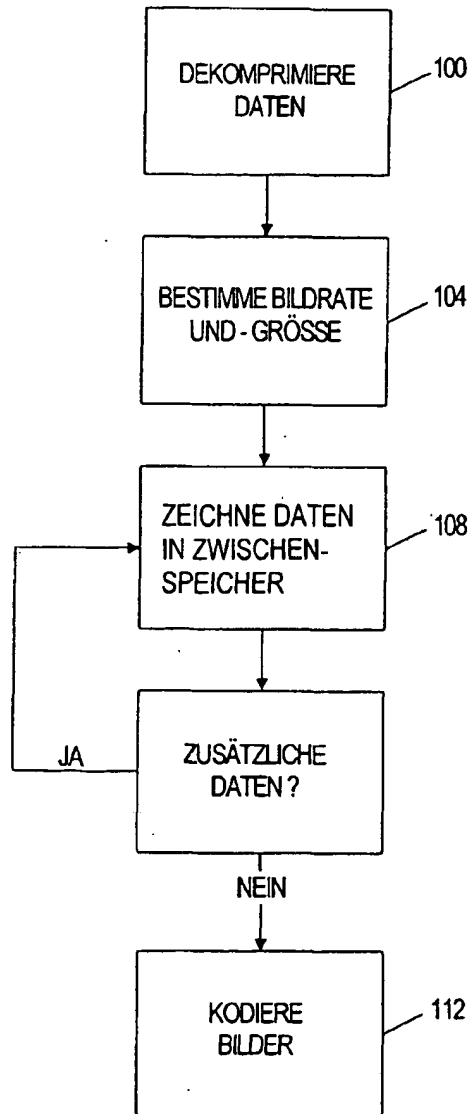 DEKOMPRIMIERE
DATEN
100
BESTIMME BILDRATE
UND - GRÖSSE
104
ZEICHNE DATEN
IN ZWISCHEN-
SPEICHER
108
JA
ZUSÄTZLICHE
DATEN ?
NEIN
KODIERE
BILDER
112